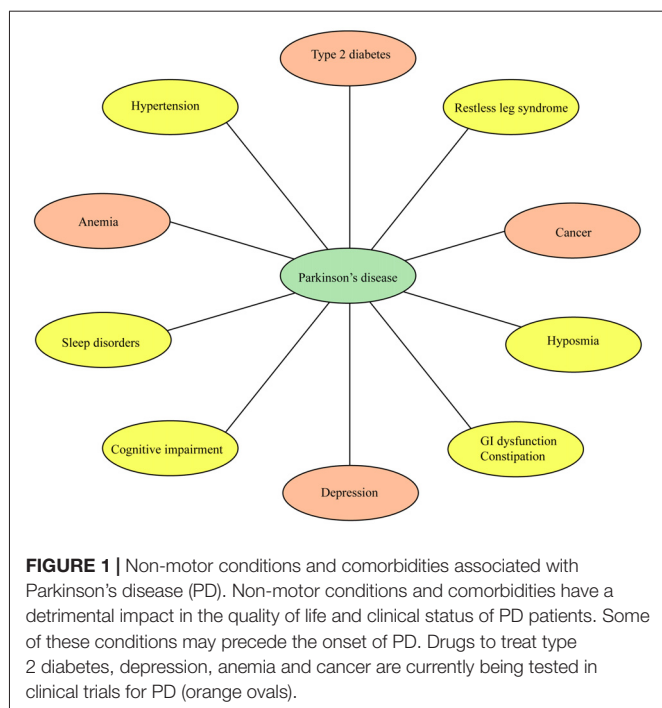 Type 2 diabetes
Hypertension
Restless leg syndrome
Anemia
Cancer
Parkinson's disease
Sleep disorders
Hyposmia
Cognitive impairment
GI dysfunction
Constipation
Depression
FIGURE 1 | Non-motor conditions and comorbidities associated with
Parkinson's disease (PD). Non-motor conditions and comorbidities have a
detrimental impact in the quality of life and clinical status of PD patients. Some
of these conditions may precede the onset of PD. Drugs to treat type
2 diabetes, depression, anemia and cancer are currently being tested in
clinical trials for PD (orange ovals).